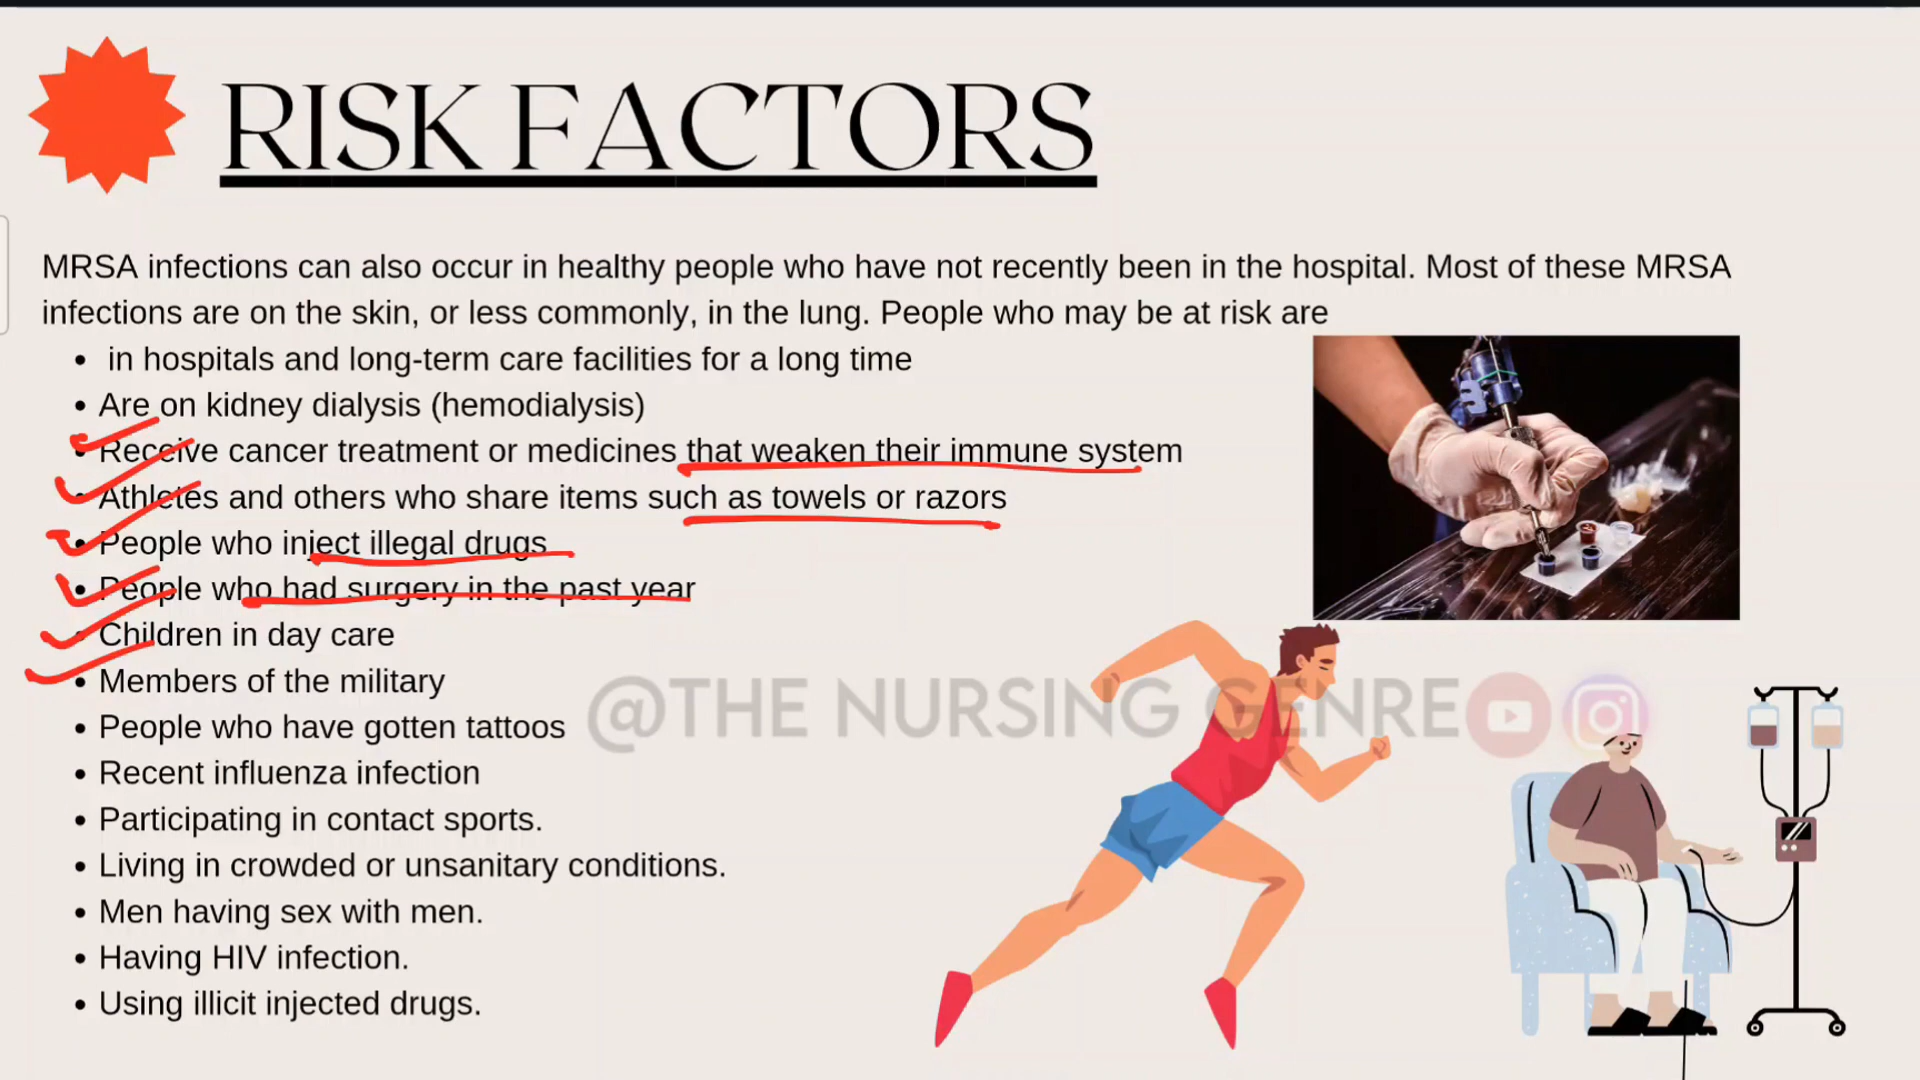 RISK FACTORS
MRSA infections can also occur in healthy people who have not recently been in the hospital. Most of these MRSA
infections are on the skin, or less commonly, in the lung. People who may be at risk are
• in hospitals and long-term care facilities for a long time
• Are on kidney dialysis (hemodialysis)
• Receive cancer treatment or medicines that weaken their immune system
• Athletes and others who share items such as towels or razors
• People who inject illegal drugs
• People who had surgery in the past year
• Children in day care
• Members of the military
• People who have gotten tattoos
• Recent influenza infection
• Participating in contact sports.
• Living in crowded or unsanitary conditions.
• Men having sex with men.
• Having HIV infection.
• Using illicit injected drugs.
@THE NURSING GENRE